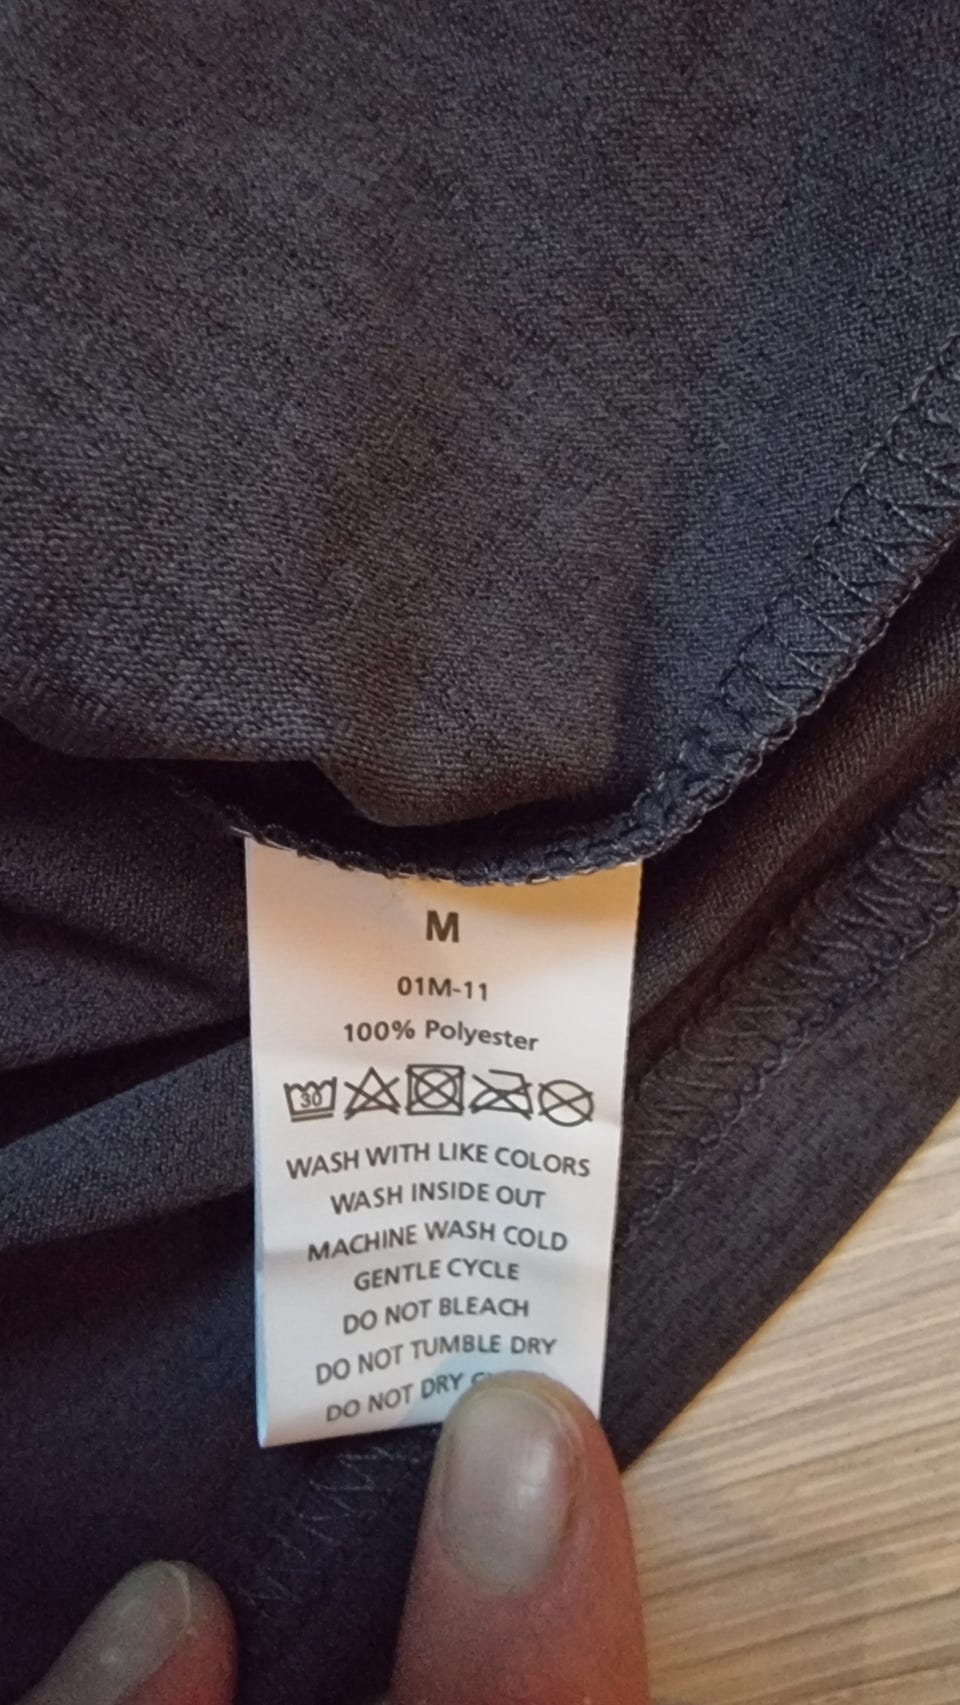 M
01M-11
100% Polyester
30
WASH WITH LIKE COLORS
WASH INSIDE OUT
MACHINE WASH COLD
GENTLE CYCLE
DO NOT BLEACH
DO NOT TUMBLE DRY
DO NOT DRY